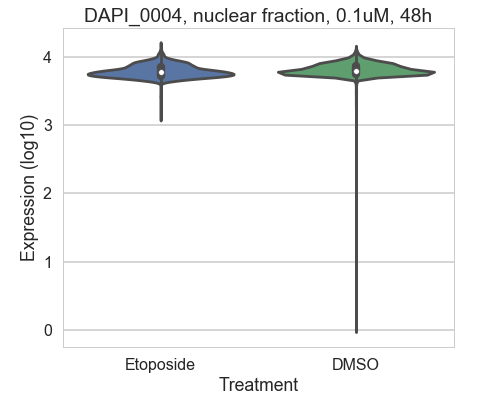 DAPI_0004, nuclear fraction, 0.1uM, 48h
Expression (log10)
4
3
2
1
0
Etoposide DMSO
Treatment